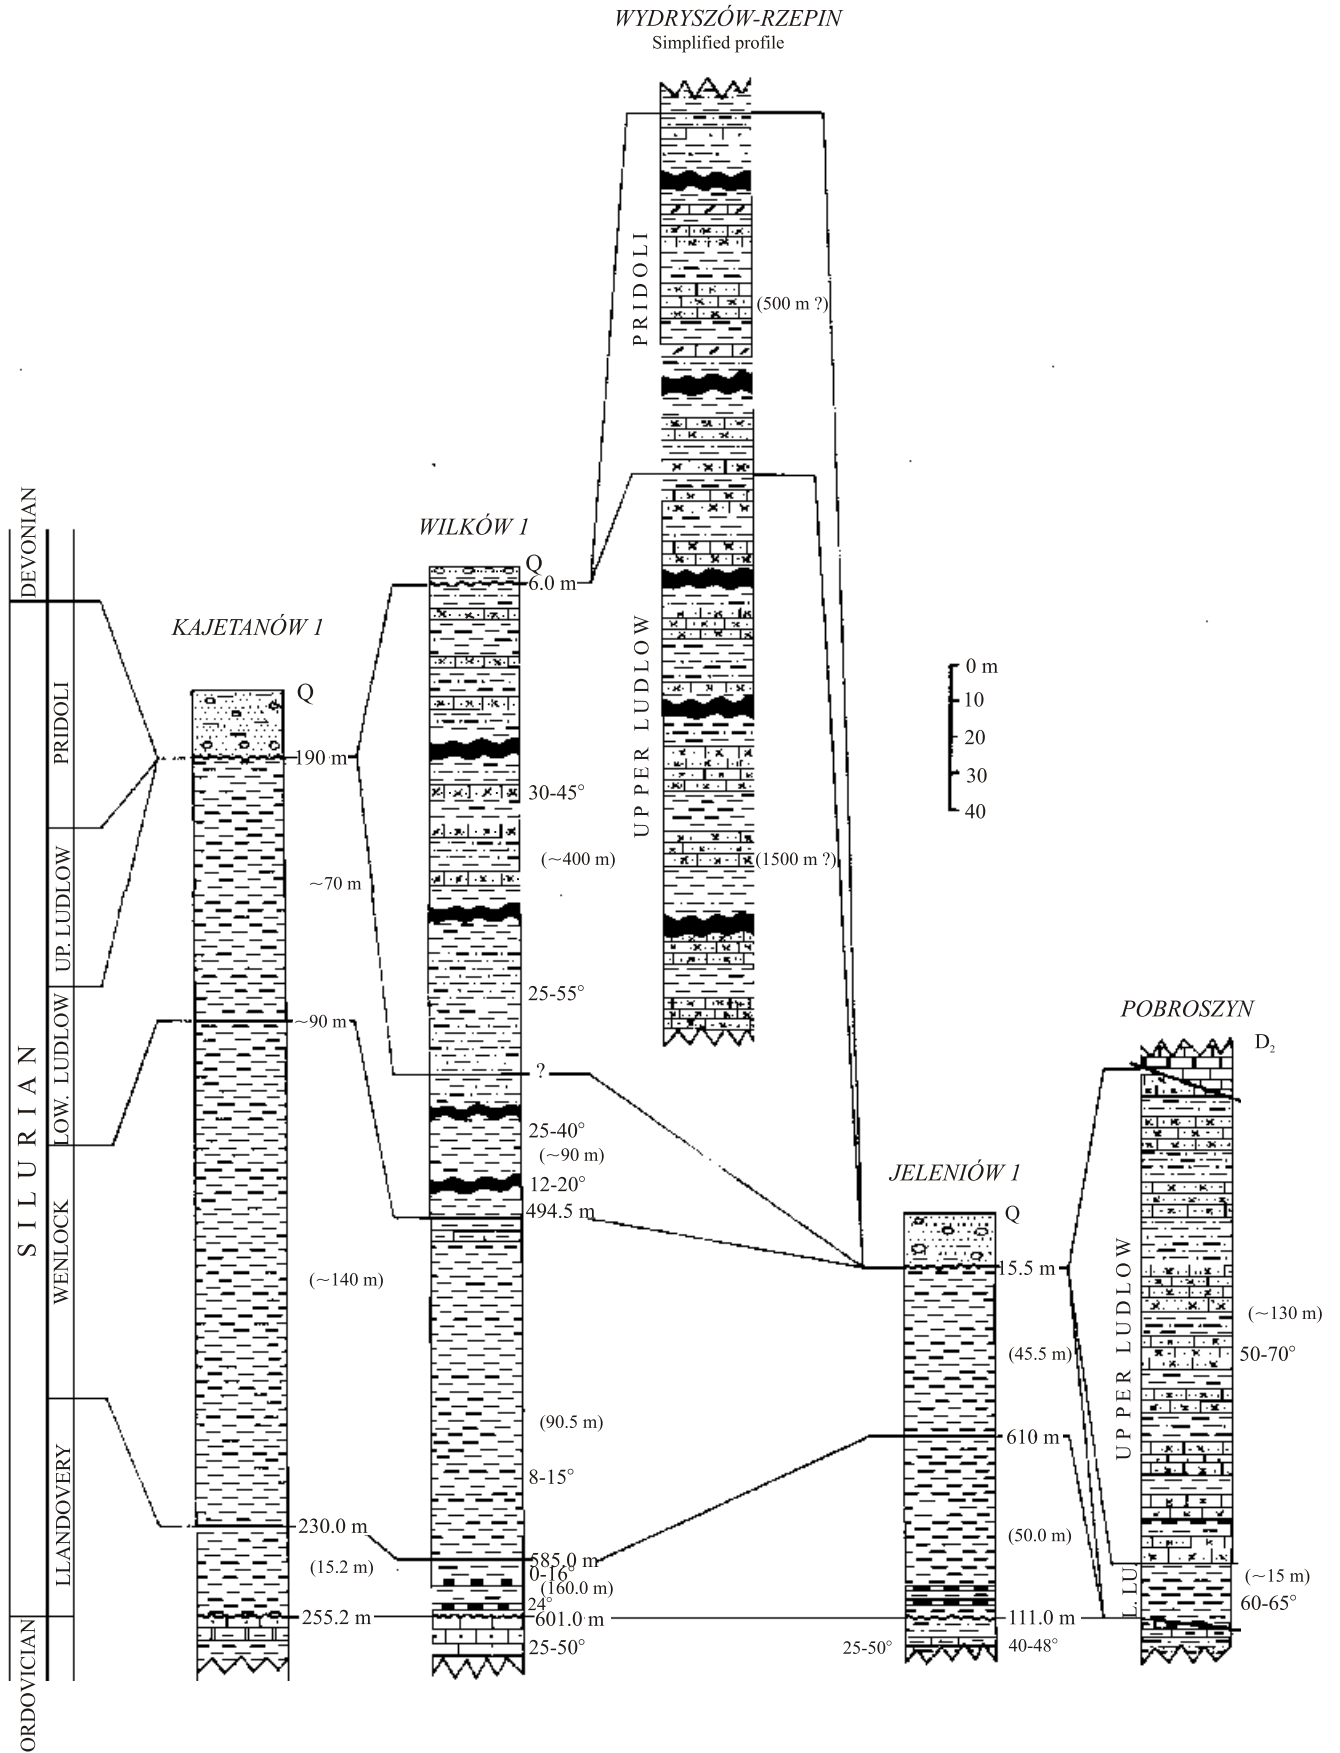 WYDRYSZÓW-RZEPIN
Simplified profile
PRIDOLI
(500 m ?)
UPPER LUDLOW
(1500 m ?)
DEVONIAN
SILURIAN
ORDOVICIAN
PRIDOLI
UP. LUDLOW
LOW. LUDLOW
WENLOCK
LLANDOVERY
KAJETANÓW 1
Q
190 m
~70 m
~90 m
(~140 m)
230.0 m
(15.2 m)
255.2 m
WILKÓW 1
Q
6.0 m
30-45°
(~400 m)
25-55°
?
25-40°
(~90 m)
12-20°
494.5 m
(90.5 m)
8-15°
585.0 m
0-16°
(160.0 m)
24°
601.0 m
25-50°
0 m
10
20
30
40
JELENIÓW 1
Q
15.5 m
(45.5 m)
610 m
(50.0 m)
111.0 m
25-50°
40-48°
POBROSZYN
D2
UPPER LUDLOW
(~130 m)
50-70°
L. LU
(~15 m)
60-65°